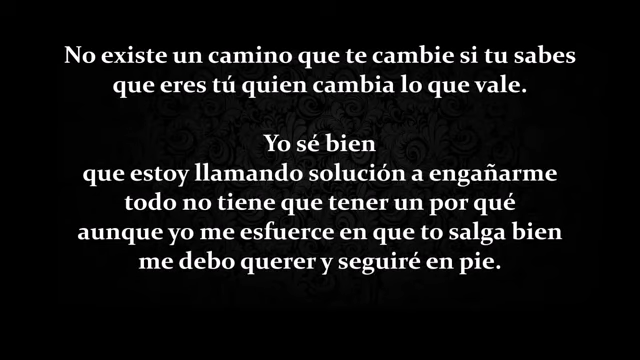 No existe un camino que te cambie si tu sabes
que eres tú quien cambia lo que vale.
Yo sé bien
que estoy llamando solución a engañarme
todo no tiene que tener un por qué
aunque yo me esfuerce en que to salga bien
me debo querer y seguiré en pie.